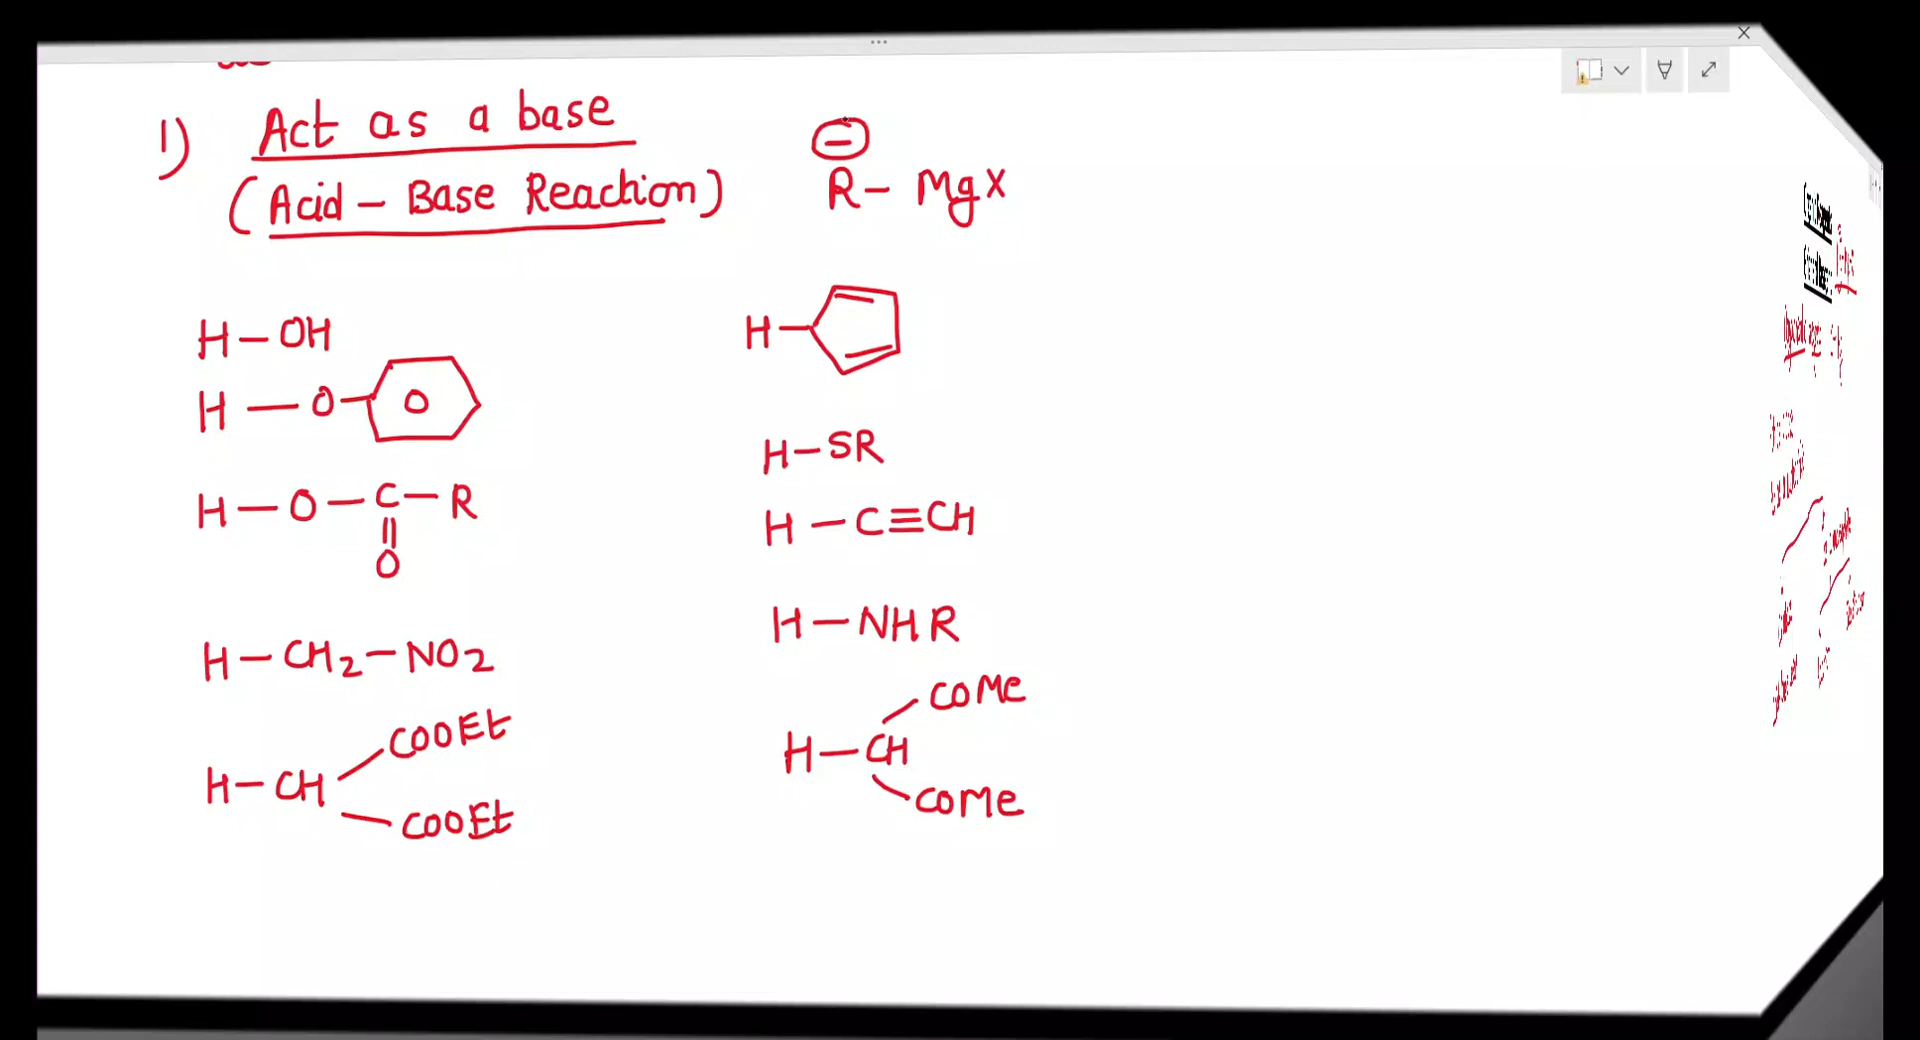 1) Act as a base
(Acid - Base Reaction)
⊖
R - MgX
H - OH
H - O -
O
H - O - C - R
||
O
H - CH2 - NO2
H - CH
COOEt
COOEt
H -
H - SR
H - C ≡ CH
H - NHR
H - CH
COMe
COMe